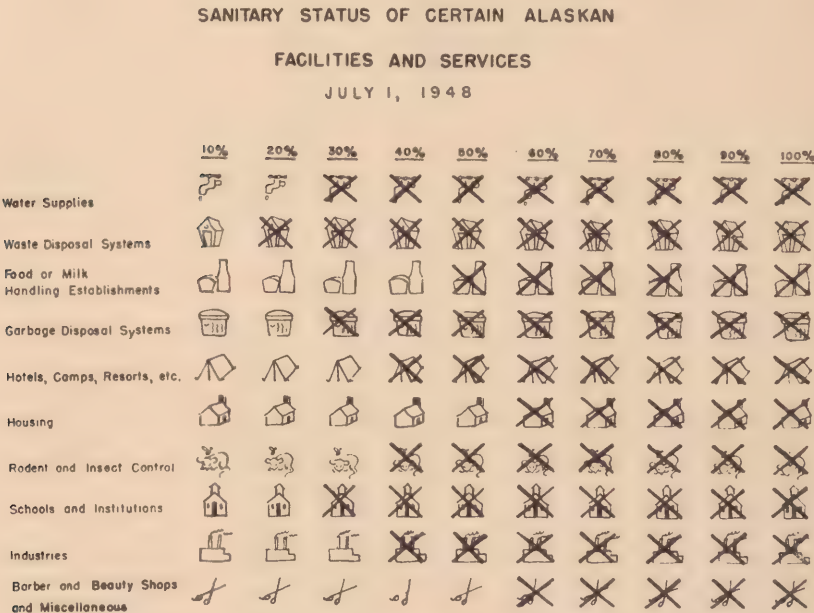 SANITARY STATUS OF CERTAIN ALASKAN
FACILITIES AND SERVICES
JULY 1, 1948
10% 20% 30% 40% 50% 60% 70% 80% 90% 100%
Water Supplies
Waste Disposal Systems
Food or Milk
Handling Establishments
Garbage Disposal Systems
Hotels, Camps, Resorts, etc.
Housing
Rodent and Insect Control
Schools and Institutions
Industries
Barber and Beauty Shops
and Miscellaneous